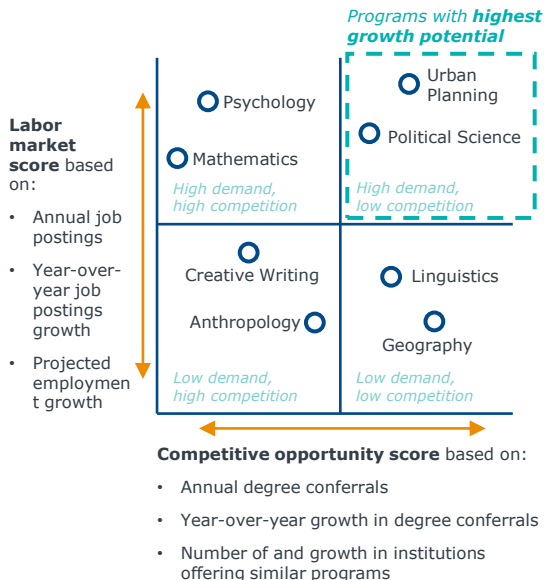 Programs with highest
growth potential
Urban
Planning
Psychology
Political Science
Mathematics
High demand,
high competition
High demand,
low competition
Labor
market
score based
on:
• Annual job
postings
• Year-over-
year job
postings
growth
• Projected
employmen
t growth
Creative Writing
Linguistics
Anthropology
Geography
Low demand,
high competition
Low demand,
low competition
Competitive opportunity score based on:
• Annual degree conferrals
• Year-over-year growth in degree conferrals
• Number of and growth in institutions
offering similar programs